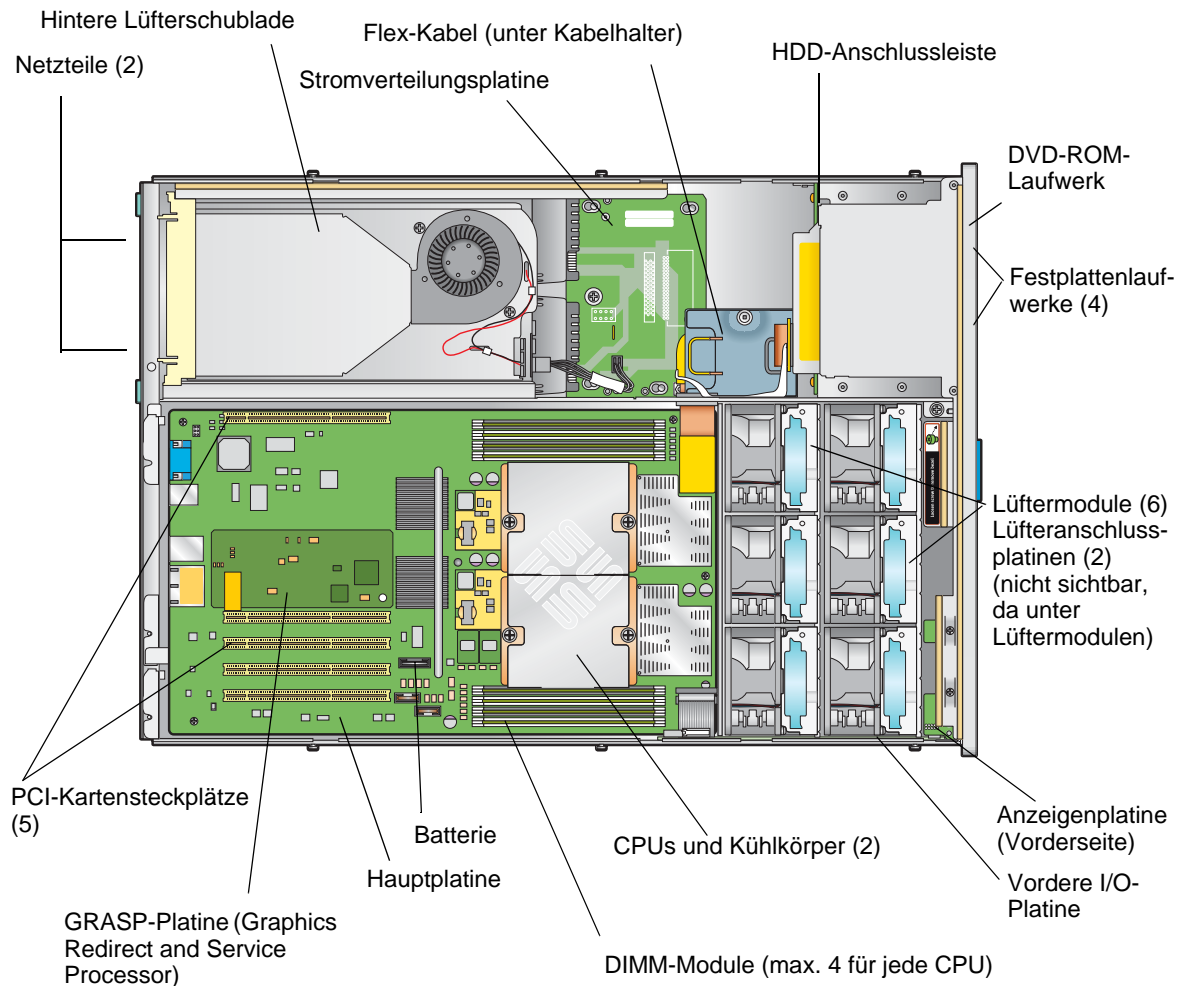 Hintere Lüfterschublade
Netzteile (2)
Flex-Kabel (unter Kabelhalter)
Stromverteilungsplatine
HDD-Anschlussleiste
DVD-ROM-
Laufwerk
Festplattenlauf-
werke (4)
Lüftermodule (6)
Lüfteranschluss-
platinen (2)
(nicht sichtbar,
da unter
Lüftermodulen)
PCI-Kartensteckplätze
(5)
Batterie
Hauptplatine
GRASP-Platine (Graphics
Redirect and Service
Processor)
CPUs und Kühlkörper (2)
DIMM-Module (max. 4 für jede CPU)
Anzeigenplatine
(Vorderseite)
Vordere I/O-
Platine